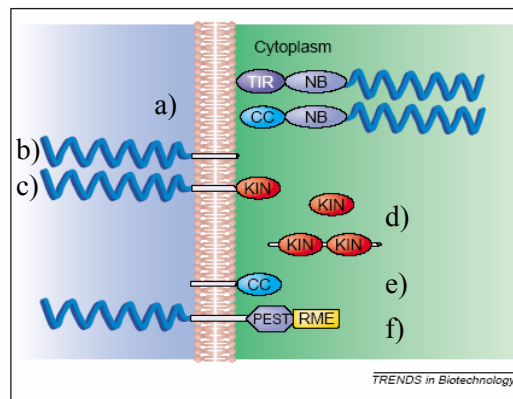 Cytoplasm
TIR NB
a)
CC NB
b)
c) KIN
KIN d)
KIN KIN
CC e)
PEST RME f)
TRENDS in Biotechnology